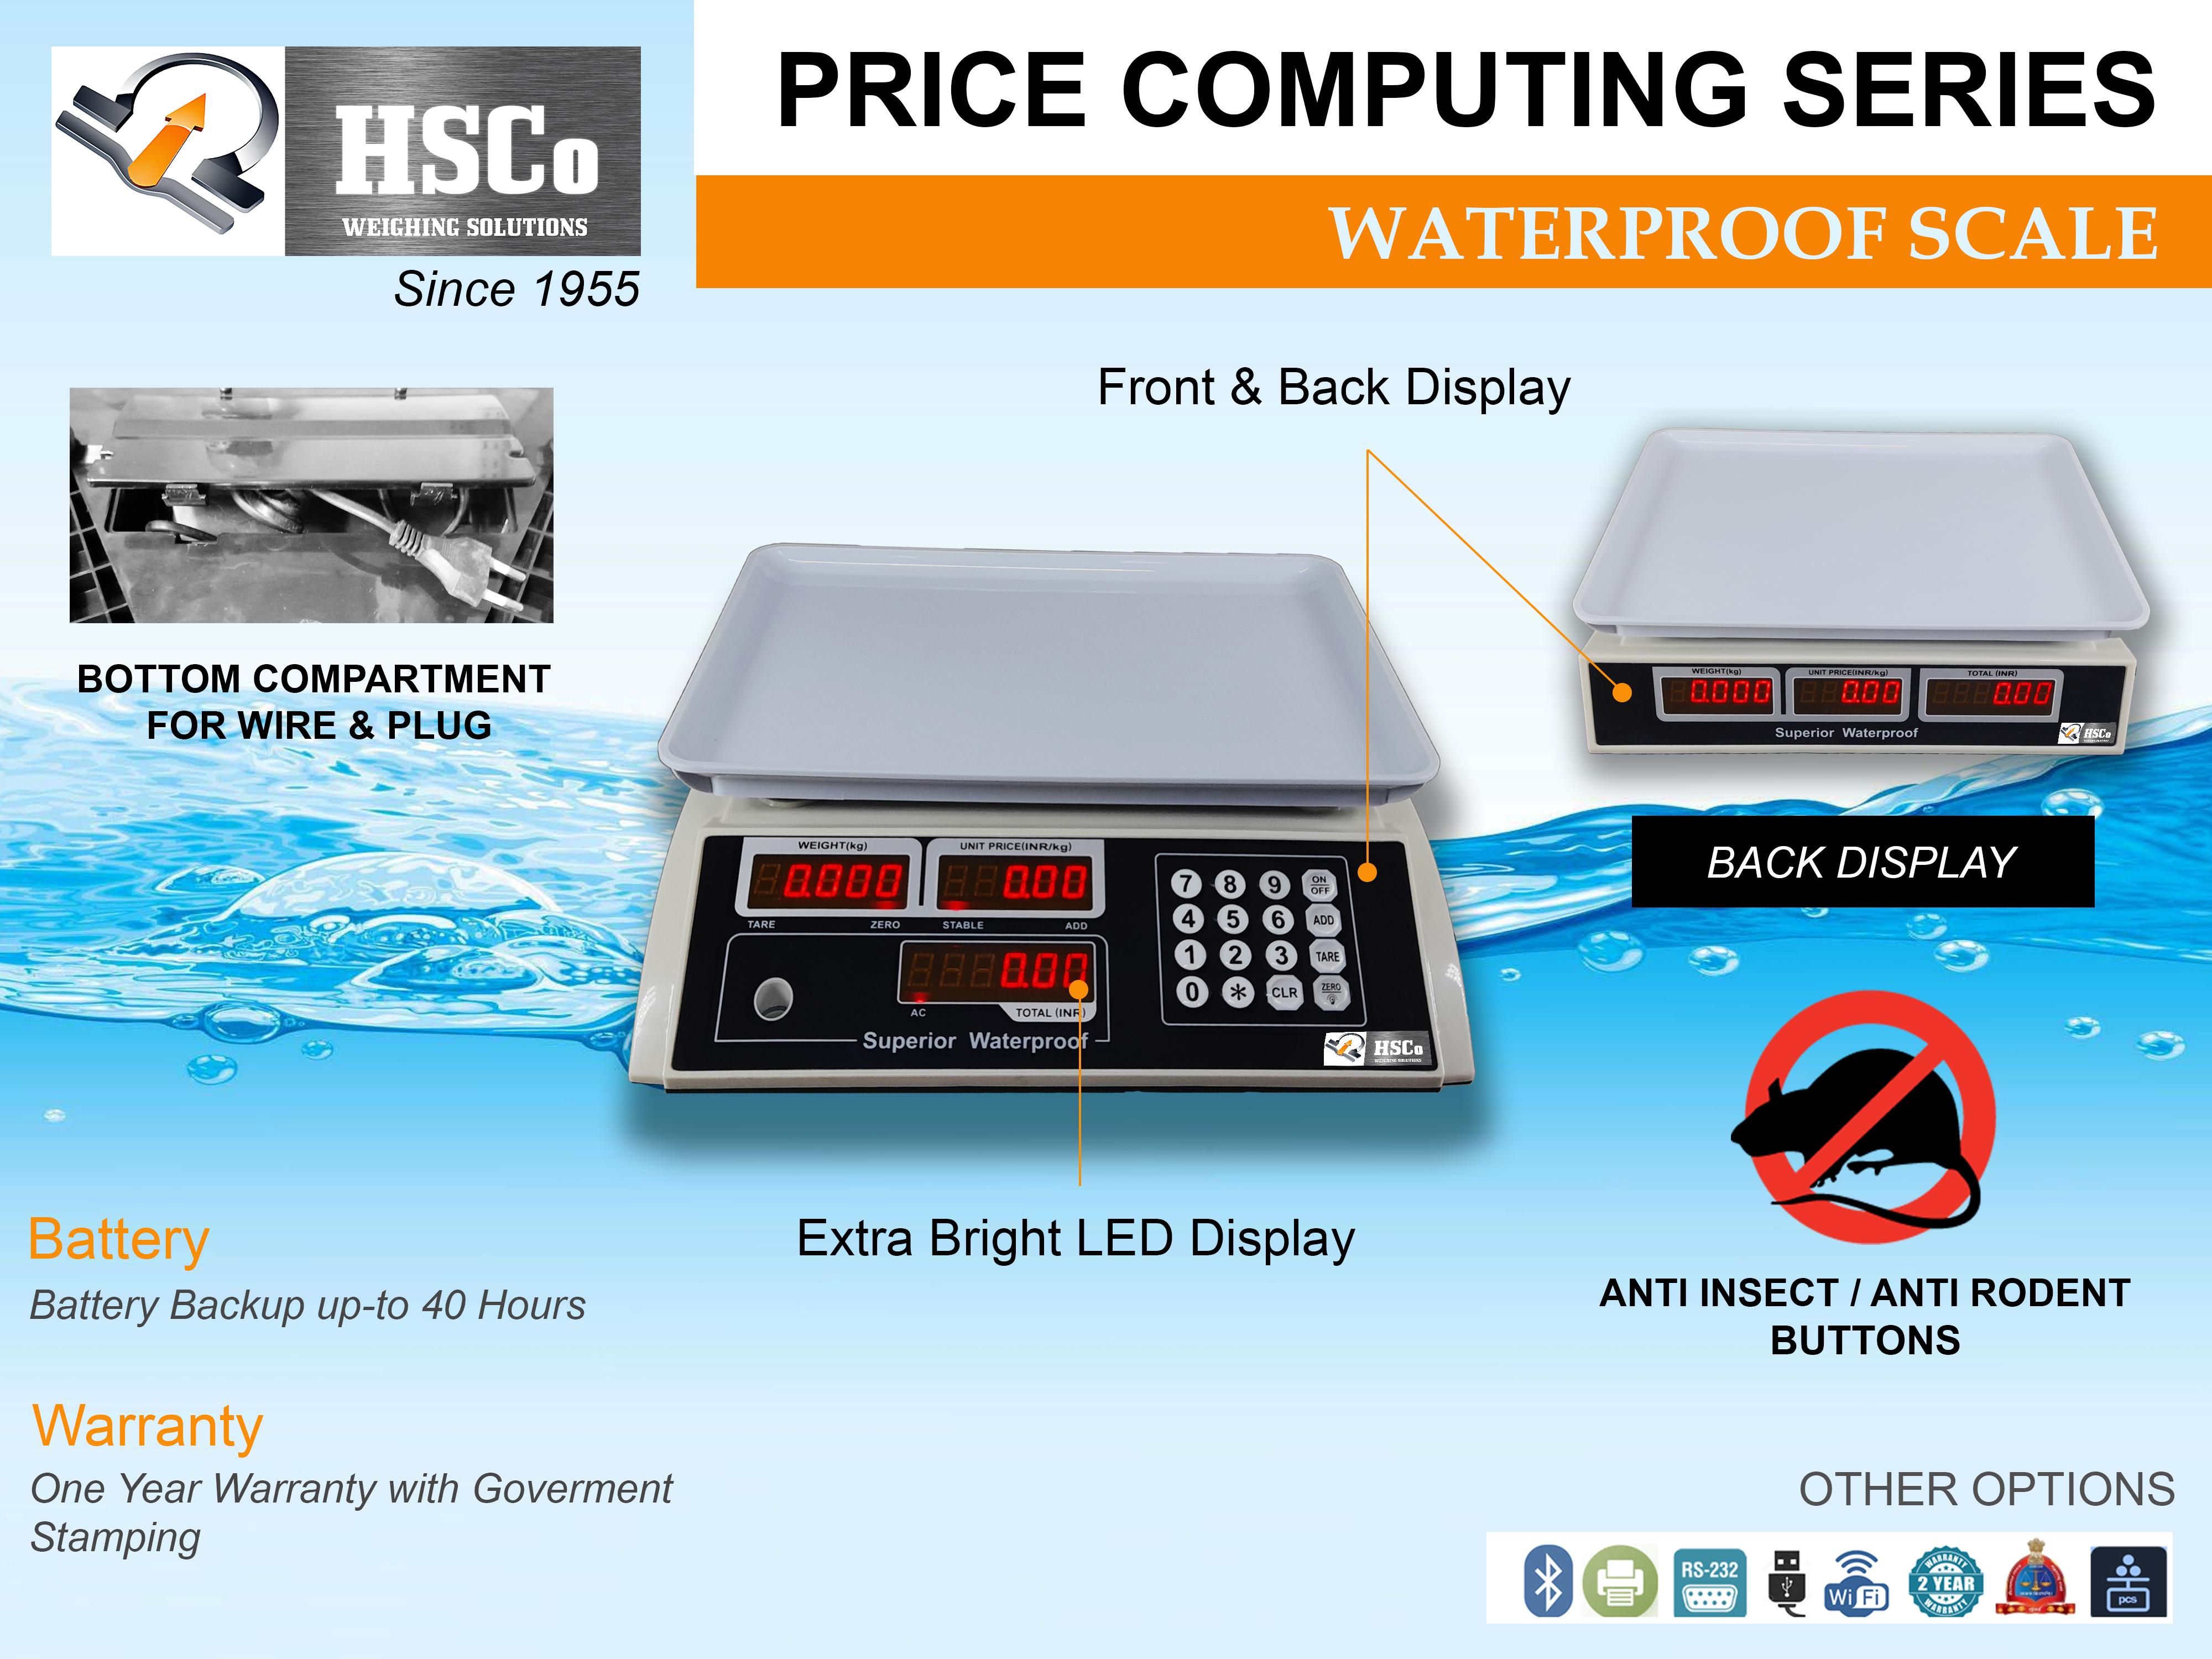 HSCo
WEIGHING SOLUTIONS
Since 1955
PRICE COMPUTING SERIES
WATERPROOF SCALE
Front & Back Display
BOTTOM COMPARTMENT
FOR WIRE & PLUG
WEIGHT(kg) UNIT PRICE(INR/kg) TOTAL (INR)
0.000 0.00 0.00
Superior Waterproof
HSCo
BACK DISPLAY
WEIGHT(kg) UNIT PRICE(INR/kg)
0.000 0.00
TARE ZERO STABLE ADD
0.00
AC TOTAL (INR)
Superior Waterproof
7 8 9 ON OFF
4 5 6 ADD
1 2 3 TARE
0 * CLR ZERO
HSCo
WEIGHING SOLUTIONS
Extra Bright LED Display
ANTI INSECT / ANTI RODENT
BUTTONS
Battery
Battery Backup up-to 40 Hours
Warranty
One Year Warranty with Goverment
Stamping
OTHER OPTIONS
RS-232
Wi Fi
WARRANTY
2 YEAR
WARRANTY
pcs